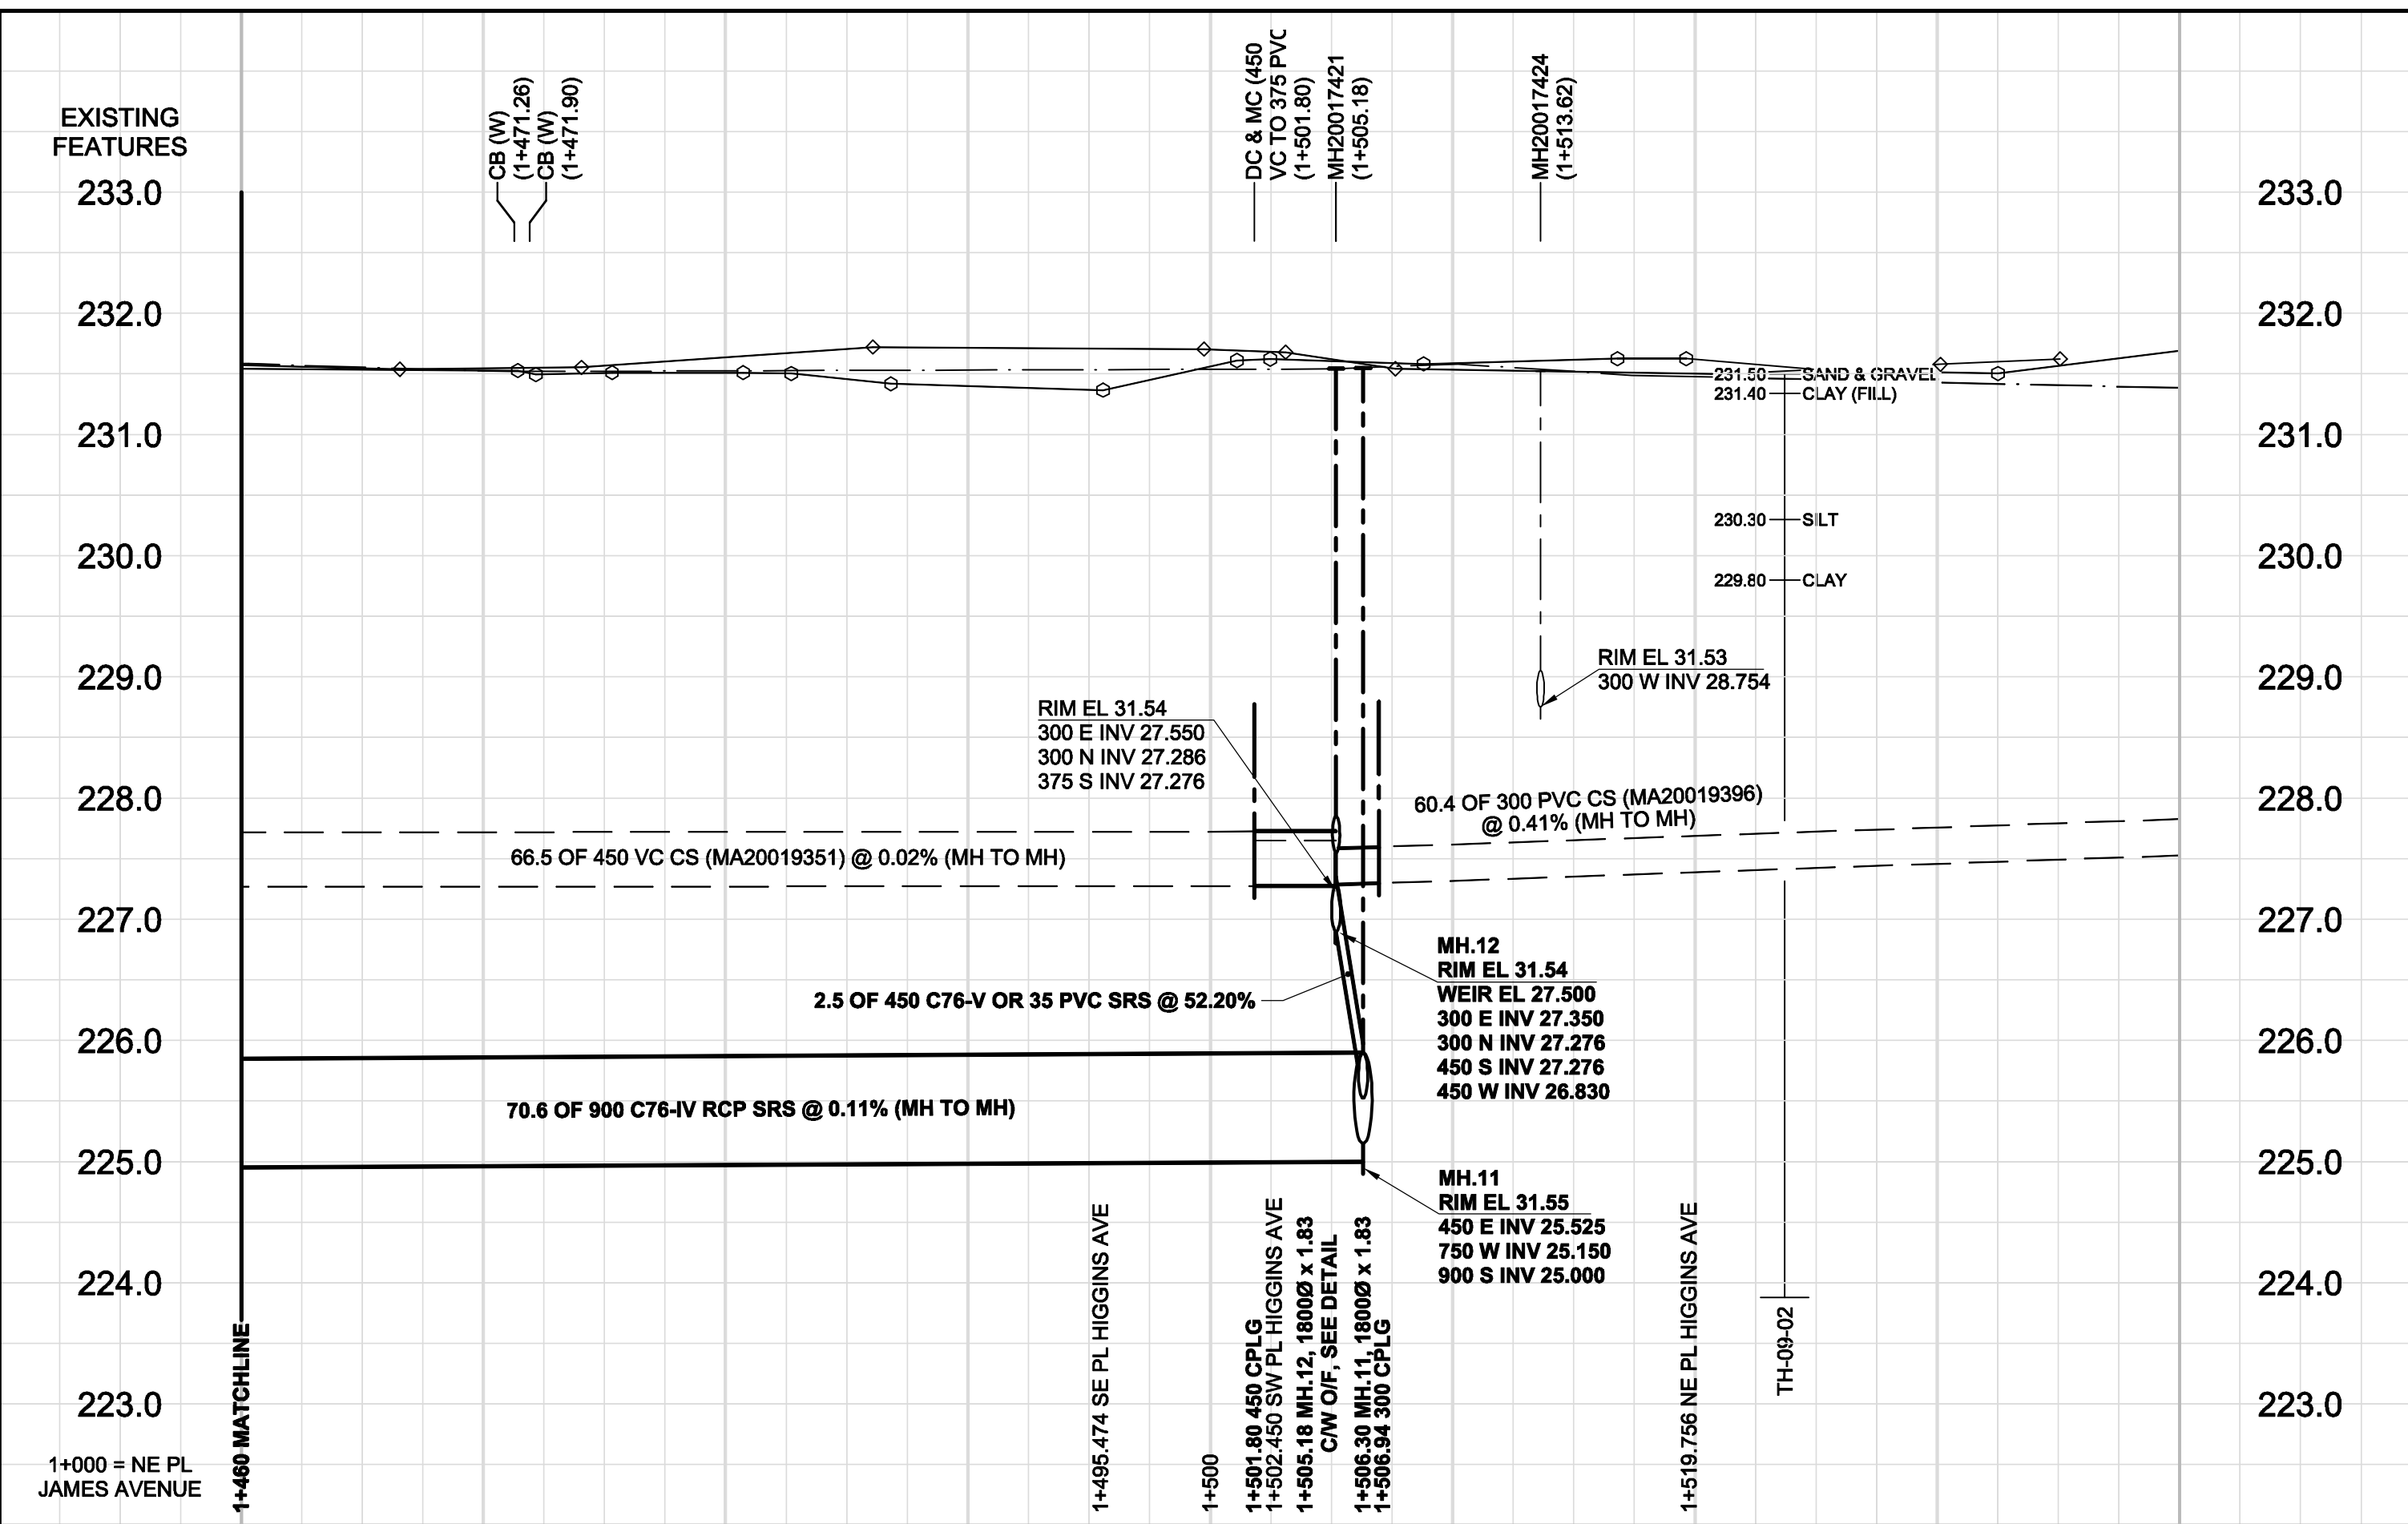 EXISTING
FEATURES
CB (W)
(1+471.26)
CB (W)
(1+471.90)
DC & MC (450
VC TO 375 PVC
(1+501.80)
MH20017421
(1+505.18)
MH20017424
(1+513.62)
233.0
233.0
232.0
232.0
231.50
SAND & GRAVEL
231.40
CLAY (FILL)
231.0
231.0
230.30
SILT
230.0
230.0
229.80
CLAY
229.0
229.0
RIM EL 31.53
300 W INV 28.754
RIM EL 31.54
300 E INV 27.550
300 N INV 27.286
375 S INV 27.276
228.0
228.0
60.4 OF 300 PVC CS (MA20019396)
@ 0.41% (MH TO MH)
66.5 OF 450 VC CS (MA20019351) @ 0.02% (MH TO MH)
227.0
227.0
MH.12
RIM EL 31.54
WEIR EL 27.500
300 E INV 27.350
300 N INV 27.276
450 S INV 27.276
450 W INV 26.830
2.5 OF 450 C76-V OR 35 PVC SRS @ 52.20%
226.0
226.0
70.6 OF 900 C76-IV RCP SRS @ 0.11% (MH TO MH)
225.0
225.0
MH.11
RIM EL 31.55
450 E INV 25.525
750 W INV 25.150
900 S INV 25.000
224.0
224.0
223.0
223.0
1+000 = NE PL
JAMES AVENUE
1+460 MATCHLINE
1+495.474 SE PL HIGGINS AVE
1+500
1+501.80 450 CPLG
1+502.450 SW PL HIGGINS AVE
1+505.18 MH.12, 1800Ø x 1.83
C/W O/F, SEE DETAIL
1+506.30 MH.11, 1800Ø x 1.83
1+506.94 300 CPLG
1+519.756 NE PL HIGGINS AVE
TH-09-02